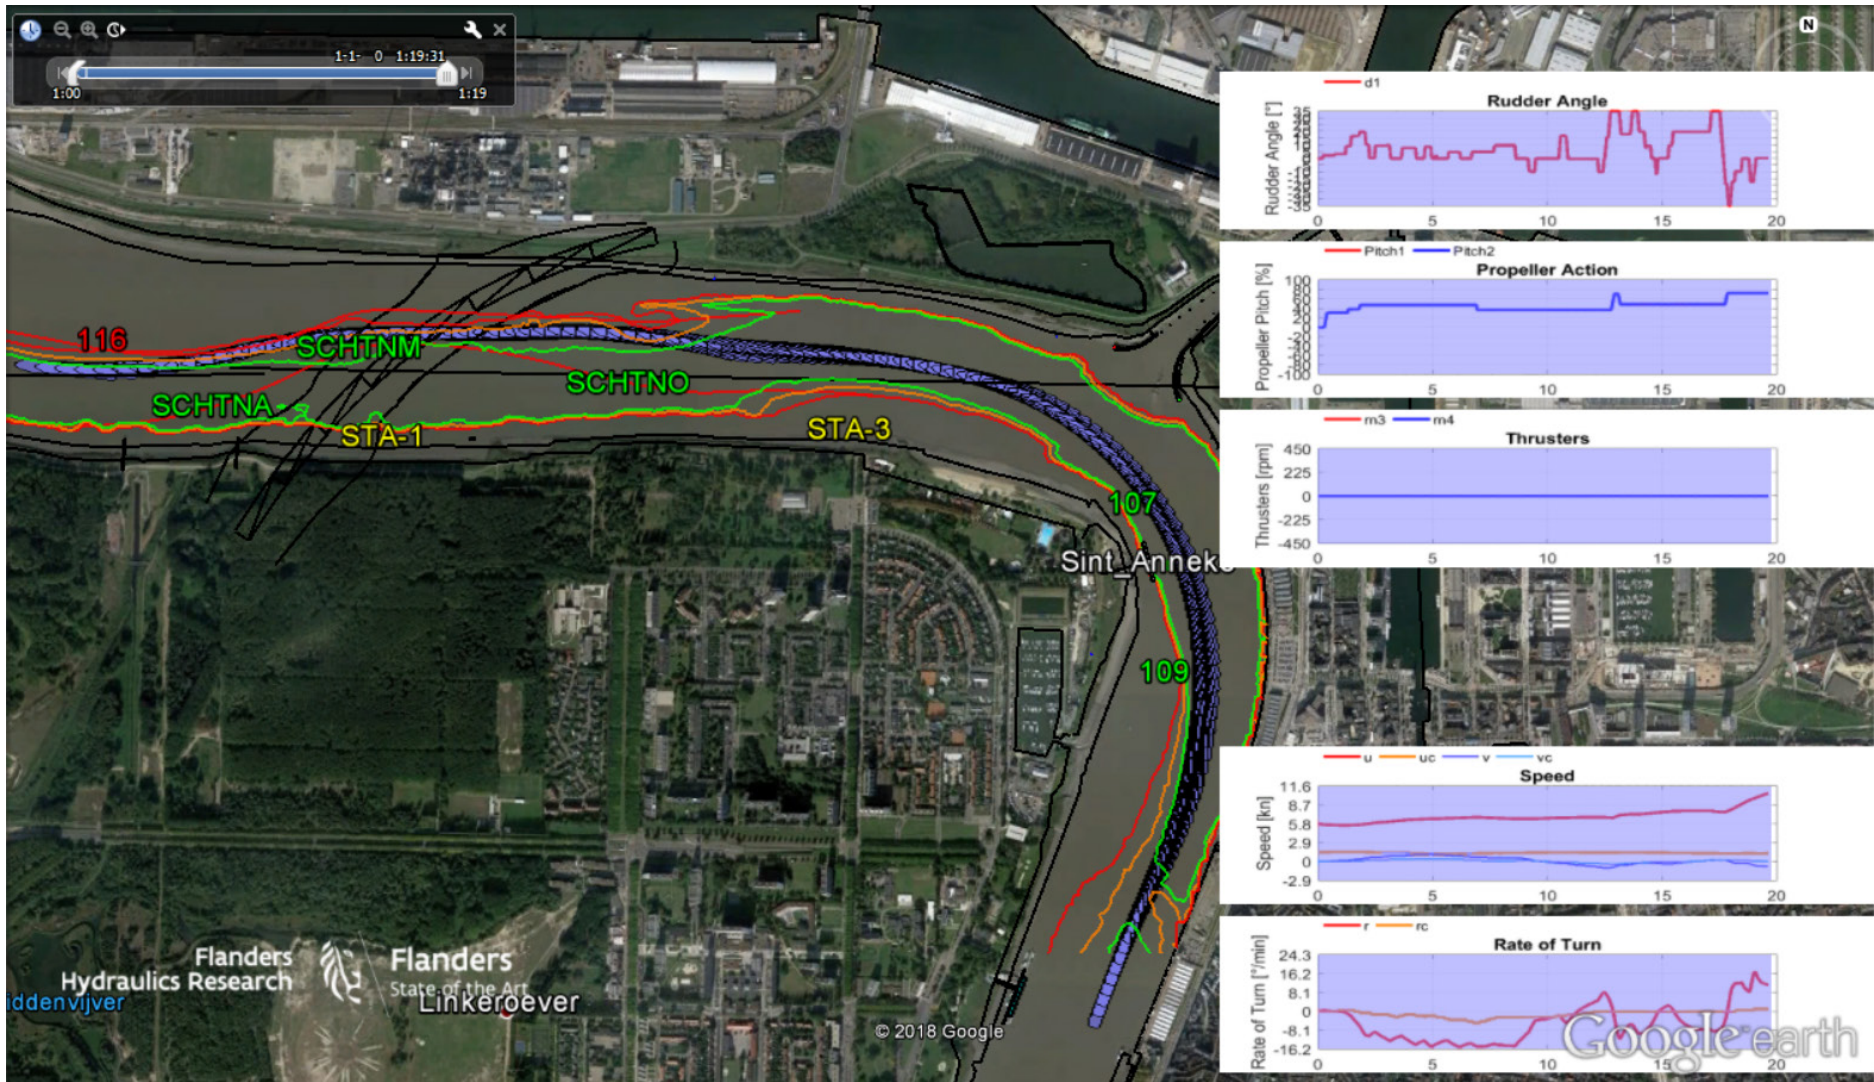 1-1- 0 1:19:31
1:00
1:19
N
116
SCHTNM
SCHTNO
SCHTNA
STA-1
STA-3
107
Sint_Anneke
109
Flanders
Hydraulics Research
Flanders
State of the Art
iddenvijver
Linkeroever
© 2018 Google
d1
Rudder Angle
Rudder Angle [°]
0 5 10 15 20
Pitch1 Pitch2
Propeller Action
Propeller Pitch [%]
100
-100
0 5 10 15 20
m3 m4
Thrusters
Thrusters [rpm]
450
225
0
-225
-450
0 5 10 15 20
u uc v vc
Speed
Speed [kn]
11.6
8.7
5.8
2.9
0
-2.9
0 5 10 15 20
r rc
Rate of Turn
Rate of Turn [°/min]
24.3
16.2
8.1
0
-8.1
-16.2
0 5 10 15 20
Google earth